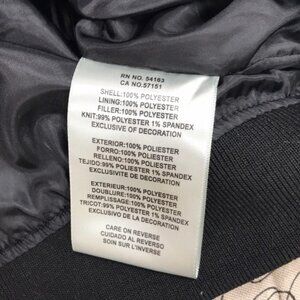 RN NO. 54163
CA NO.57151
SHELL:100% POLYESTER
LINING:100% POLYESTER
FILLER:100% POLYESTER
KNIT:99% POLYESTER 1% SPANDEX
EXCLUSIVE OF DECORATION
EXTERIOR:100% POLIESTER
FORRO:100% POLIESTER
RELLENO:100% POLIESTER
TEJIDO:99% POLIESTER 1% SPANDEX
EXCLUSIVITE DE DECORATION
EXTERIEUR:100% POLYESTER
DOUBLURE:100% POLYESTER
REMPLISSAGE:100% POLYESTER
TRICOT:99% POLYESTER 1% SPANDEX
EXCLUSIVO DE LA DECORATION
CARE ON REVERSE
CUIDADO AL REVERSO
SOIN SUR L'INVERSE